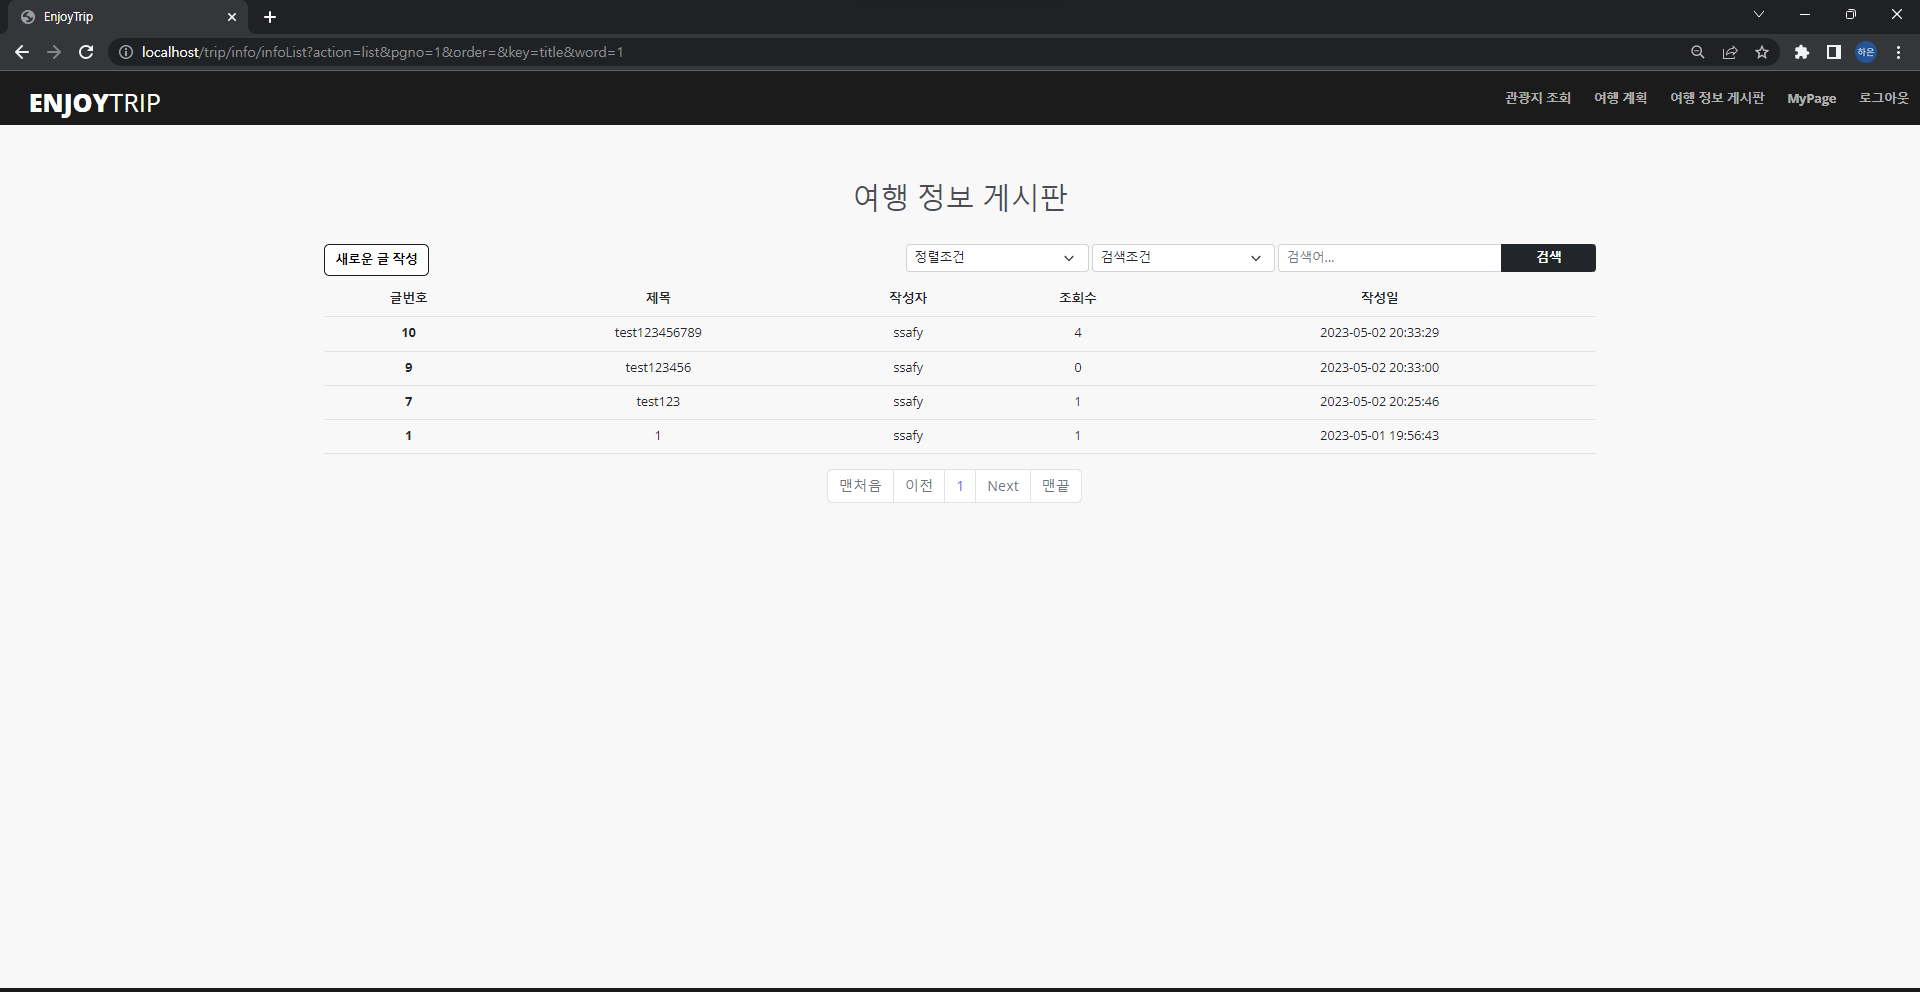 EnjoyTrip
localhost/trip/info/infoList?action=list&pgno=1&order=&key=title&word=1
하은
ENJOYTRIP
관광지 조회 여행 계획 여행 정보 게시판 MyPage 로그아웃
여행 정보 게시판
새로운 글 작성 정렬조건 검색조건 검색어... 검색
글번호 제목 작성자 조회수 작성일
10 test123456789 ssafy 4 2023-05-02 20:33:29
9 test123456 ssafy 0 2023-05-02 20:33:00
7 test123 ssafy 1 2023-05-02 20:25:46
1 1 ssafy 1 2023-05-01 19:56:43
맨처음 이전 1 Next 맨끝